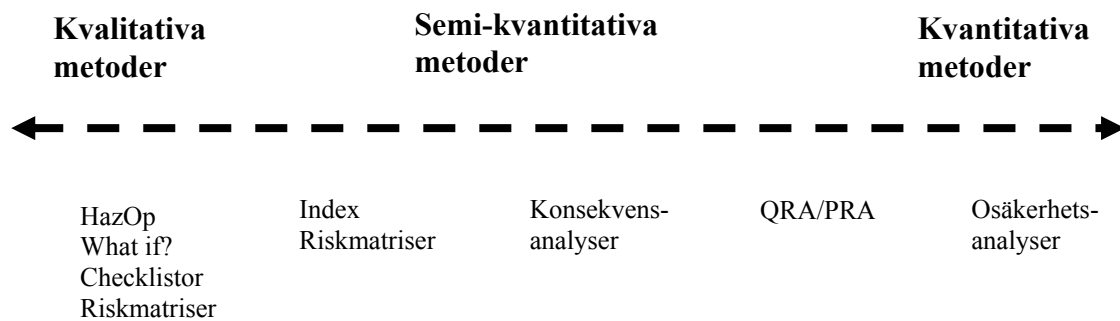 Kvalitativa
metoder
Semi-kvantitativa
metoder
Kvantitativa
metoder
HazOp
What if?
Checklistor
Riskmatriser
Index
Riskmatriser
Konsekvens-
analyser
QRA/PRA
Osäkerhets-
analyser